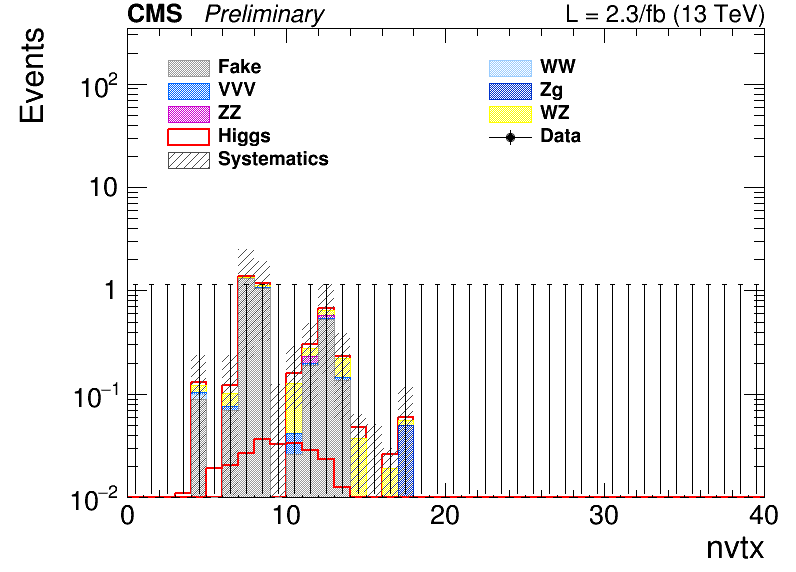 CMS Preliminary L = 2.3/fb (13 TeV)
Events
Fake WW
VVV Zg
ZZ WZ
Higgs Data
Systematics
10²
10
1
10⁻¹
10⁻²
0 10 20 30 40
nvtx